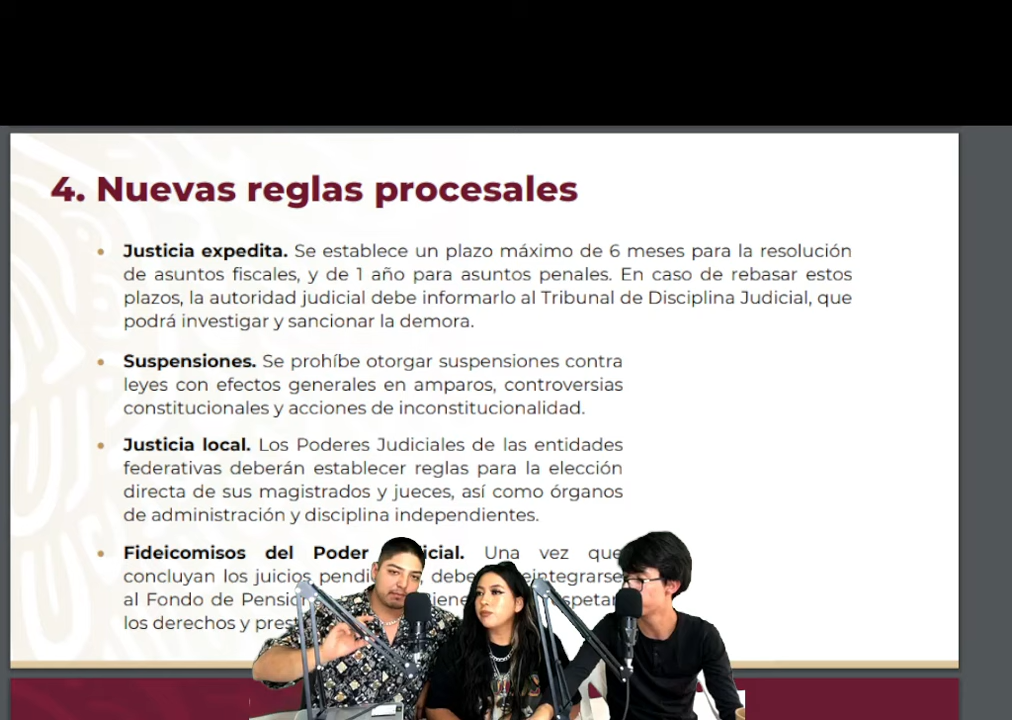 4. Nuevas reglas procesales
• Justicia expedita. Se establece un plazo máximo de 6 meses para la resolución
de asuntos fiscales, y de 1 año para asuntos penales. En caso de rebasar estos
plazos, la autoridad judicial debe informarlo al Tribunal de Disciplina Judicial, que
podrá investigar y sancionar la demora.
• Suspensiones. Se prohíbe otorgar suspensiones contra
leyes con efectos generales en amparos, controversias
constitucionales y acciones de inconstitucionalidad.
• Justicia local. Los Poderes Judiciales de las entidades
federativas deberán establecer reglas para la elección
directa de sus magistrados y jueces, así como órganos
de administración y disciplina independientes.
• Fideicomisos del Poder Una vez que
concluyan los juicios
al Fondo de
los derechos y